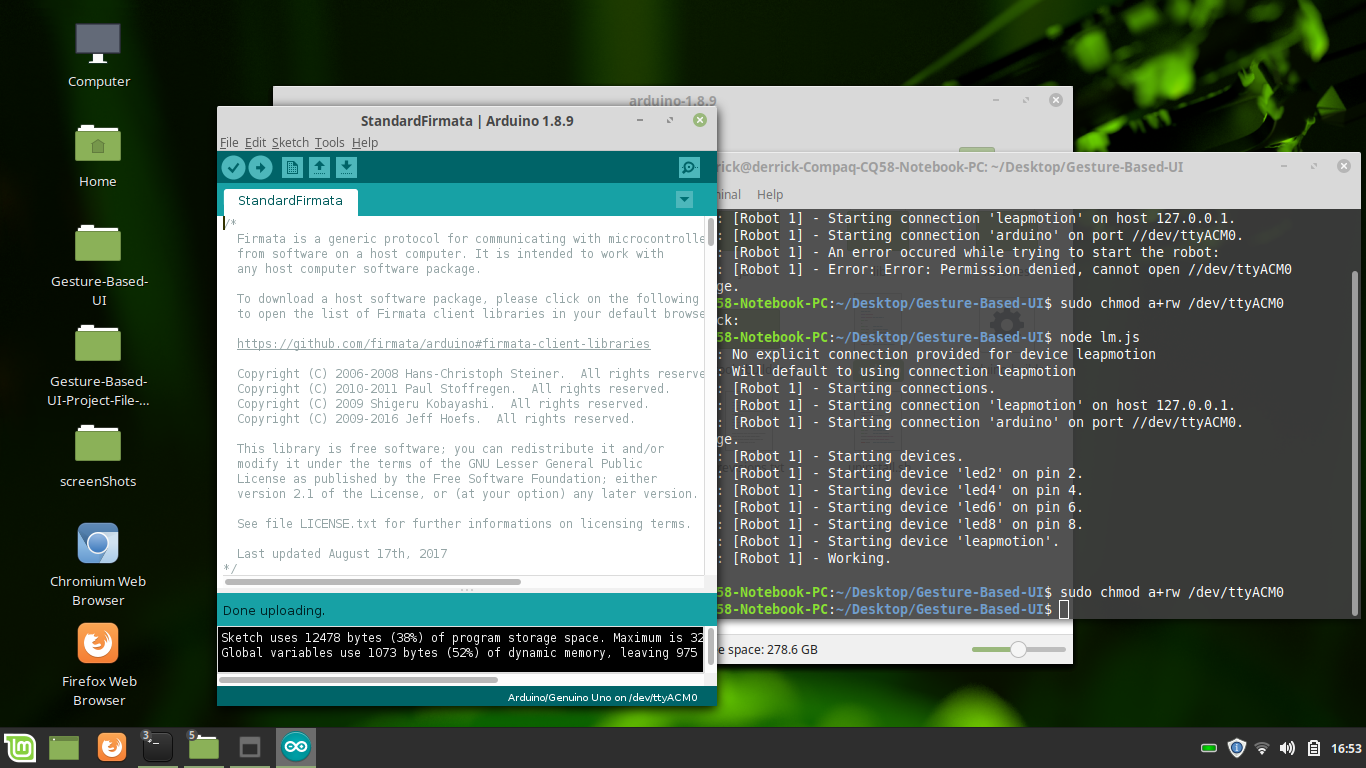 Computer
Home
Gesture-Based-
UI
Gesture-Based-
UI-Project-File-...
screenShots
Chromium Web
Browser
Firefox Web
Browser
arduino-1.8.9
StandardFirmata | Arduino 1.8.9
File Edit Sketch Tools Help
StandardFirmata
/*
Firmata is a generic protocol for communicating with microcontrolle
from software on a host computer. It is intended to work with
any host computer software package.
To download a host software package, please click on the following
to open the list of Firmata client libraries in your default browse
https://github.com/firmata/arduino#firmata-client-libraries
Copyright (C) 2006-2008 Hans-Christoph Steiner.  All rights reserve
Copyright (C) 2010-2011 Paul Stoffregen.  All rights reserved.
Copyright (C) 2009 Shigeru Kobayashi.  All rights reserved.
Copyright (C) 2009-2016 Jeff Hoefs.  All rights reserved.
This library is free software; you can redistribute it and/or
modify it under the terms of the GNU Lesser General Public
License as published by the Free Software Foundation; either
version 2.1 of the License, or (at your option) any later version.
See file LICENSE.txt for further informations on licensing terms.
Last updated August 17th, 2017
*/
Done uploading.
Sketch uses 12478 bytes (38%) of program storage space. Maximum is 32
Global variables use 1073 bytes (52%) of dynamic memory, leaving 975
Arduino/Genuino Uno on /dev/ttyACM0
rick@derrick-Compaq-CQ58-Notebook-PC: ~/Desktop/Gesture-Based-UI
minal Help
: [Robot 1] - Starting connection 'leapmotion' on host 127.0.0.1.
: [Robot 1] - Starting connection 'arduino' on port //dev/ttyACM0.
: [Robot 1] - An error occured while trying to start the robot:
: [Robot 1] - Error: Error: Permission denied, cannot open //dev/ttyACM0
ge.
58-Notebook-PC:~/Desktop/Gesture-Based-UI$ sudo chmod a+rw /dev/ttyACM0
ck:
58-Notebook-PC:~/Desktop/Gesture-Based-UI$ node lm.js
: No explicit connection provided for device leapmotion
: Will default to using connection leapmotion
: [Robot 1] - Starting connections.
: [Robot 1] - Starting connection 'leapmotion' on host 127.0.0.1.
: [Robot 1] - Starting connection 'arduino' on port //dev/ttyACM0.
ge.
: [Robot 1] - Starting devices.
: [Robot 1] - Starting device 'led2' on pin 2.
: [Robot 1] - Starting device 'led4' on pin 4.
: [Robot 1] - Starting device 'led6' on pin 6.
: [Robot 1] - Starting device 'led8' on pin 8.
: [Robot 1] - Starting device 'leapmotion'.
: [Robot 1] - Working.
58-Notebook-PC:~/Desktop/Gesture-Based-UI$ sudo chmod a+rw /dev/ttyACM0
58-Notebook-PC:~/Desktop/Gesture-Based-UI$
e space: 278.6 GB
3
5
16:53